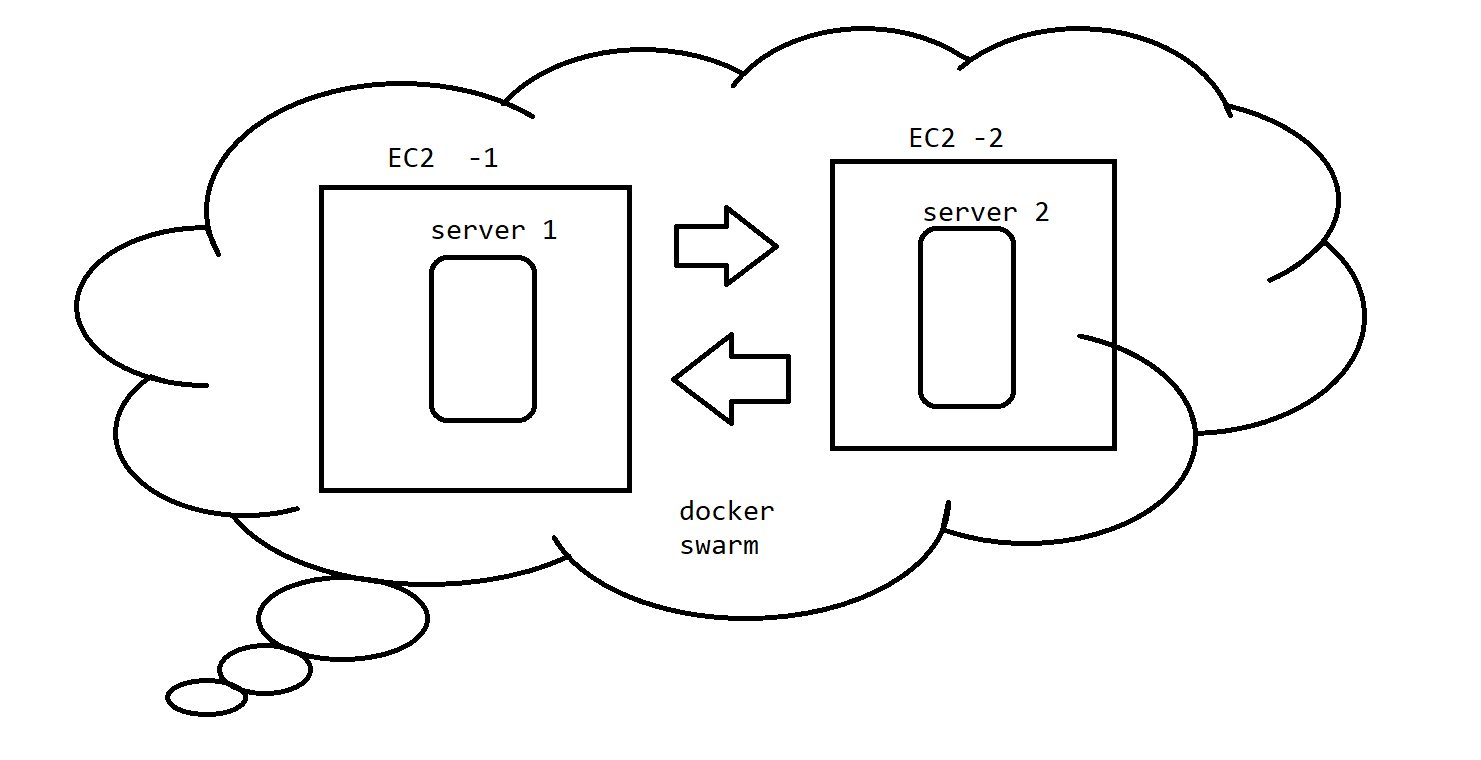 EC2  -1
EC2 -2
server 1
server 2
docker
swarm